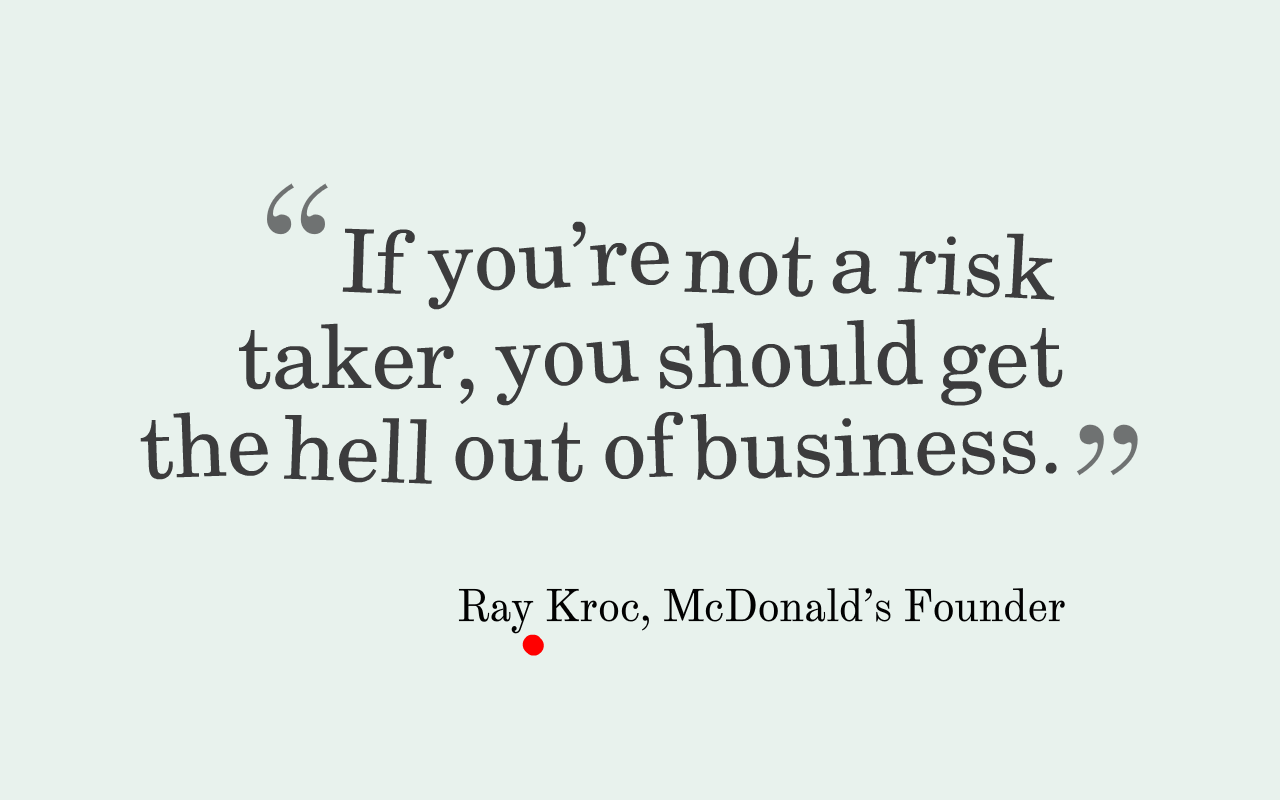 “If you’re not a risk
taker, you should get
the hell out of business.”
Ray Kroc, McDonald’s Founder